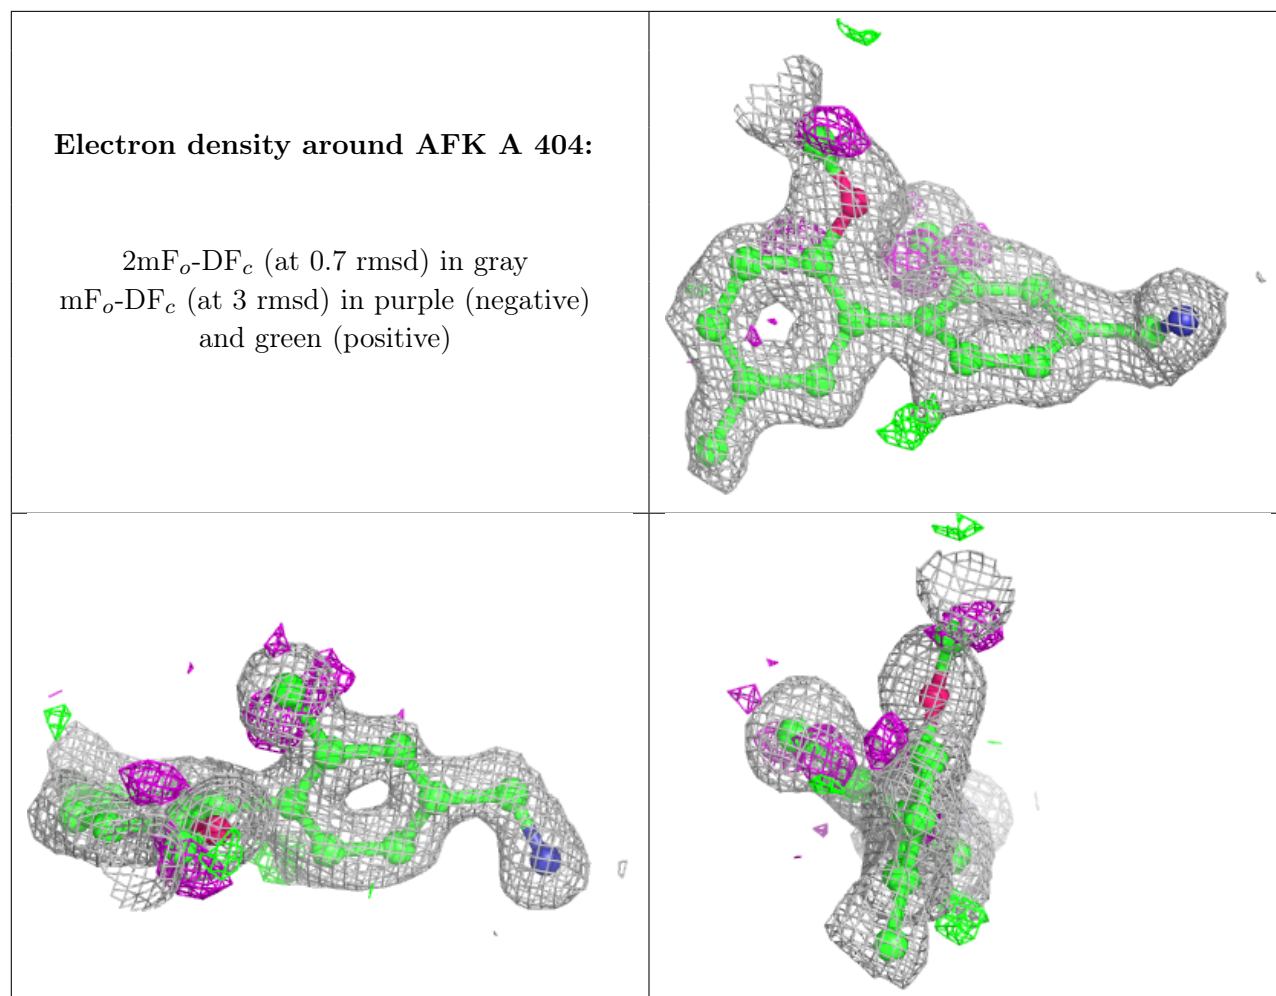 Electron density around AFK A 404:
2mFₒ-DF𝒸 (at 0.7 rmsd) in gray
mFₒ-DF𝒸 (at 3 rmsd) in purple (negative)
and green (positive)